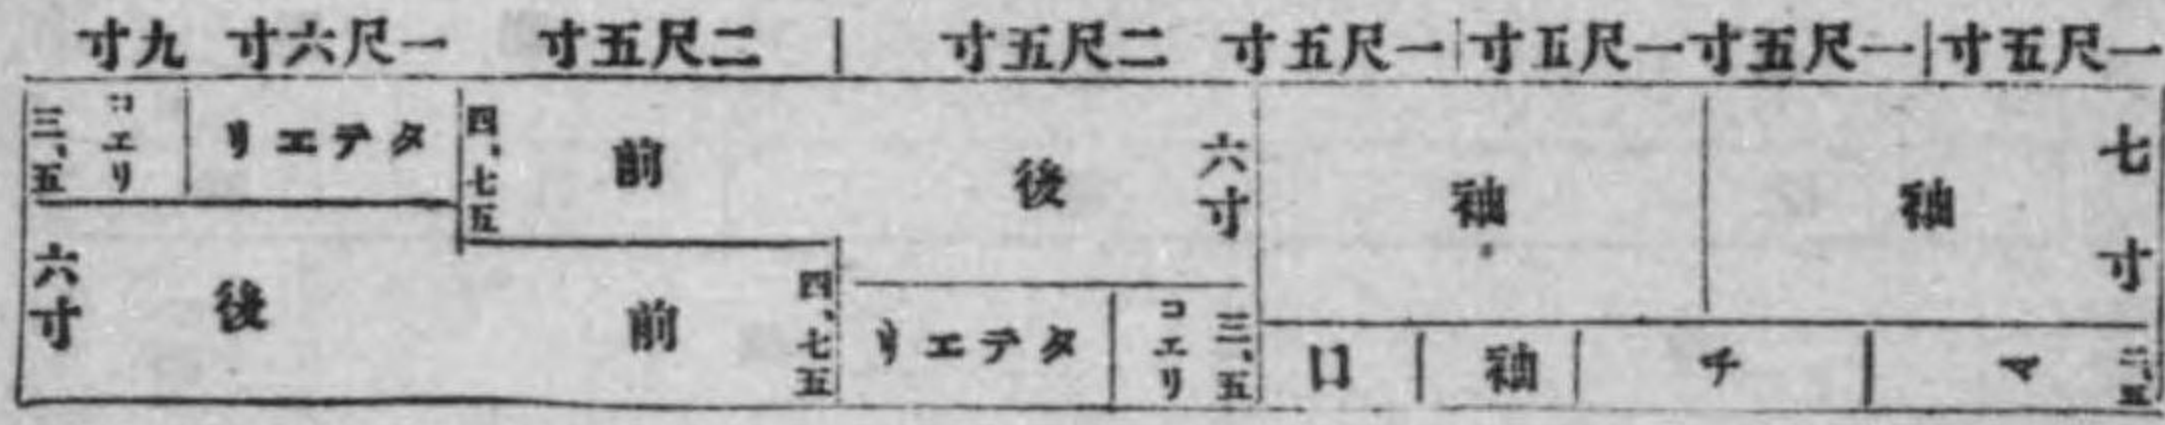 一尺五寸
一尺五寸
一尺五寸
一尺五寸
二尺五寸
二尺五寸
一尺六寸
九寸
七寸
袖
袖
六寸
後
前
四、七五
タテエリ
コエリ
三、五
二、五
マチ
袖口
三、五
コエリ
タテエリ
四、七五
前
後
六寸